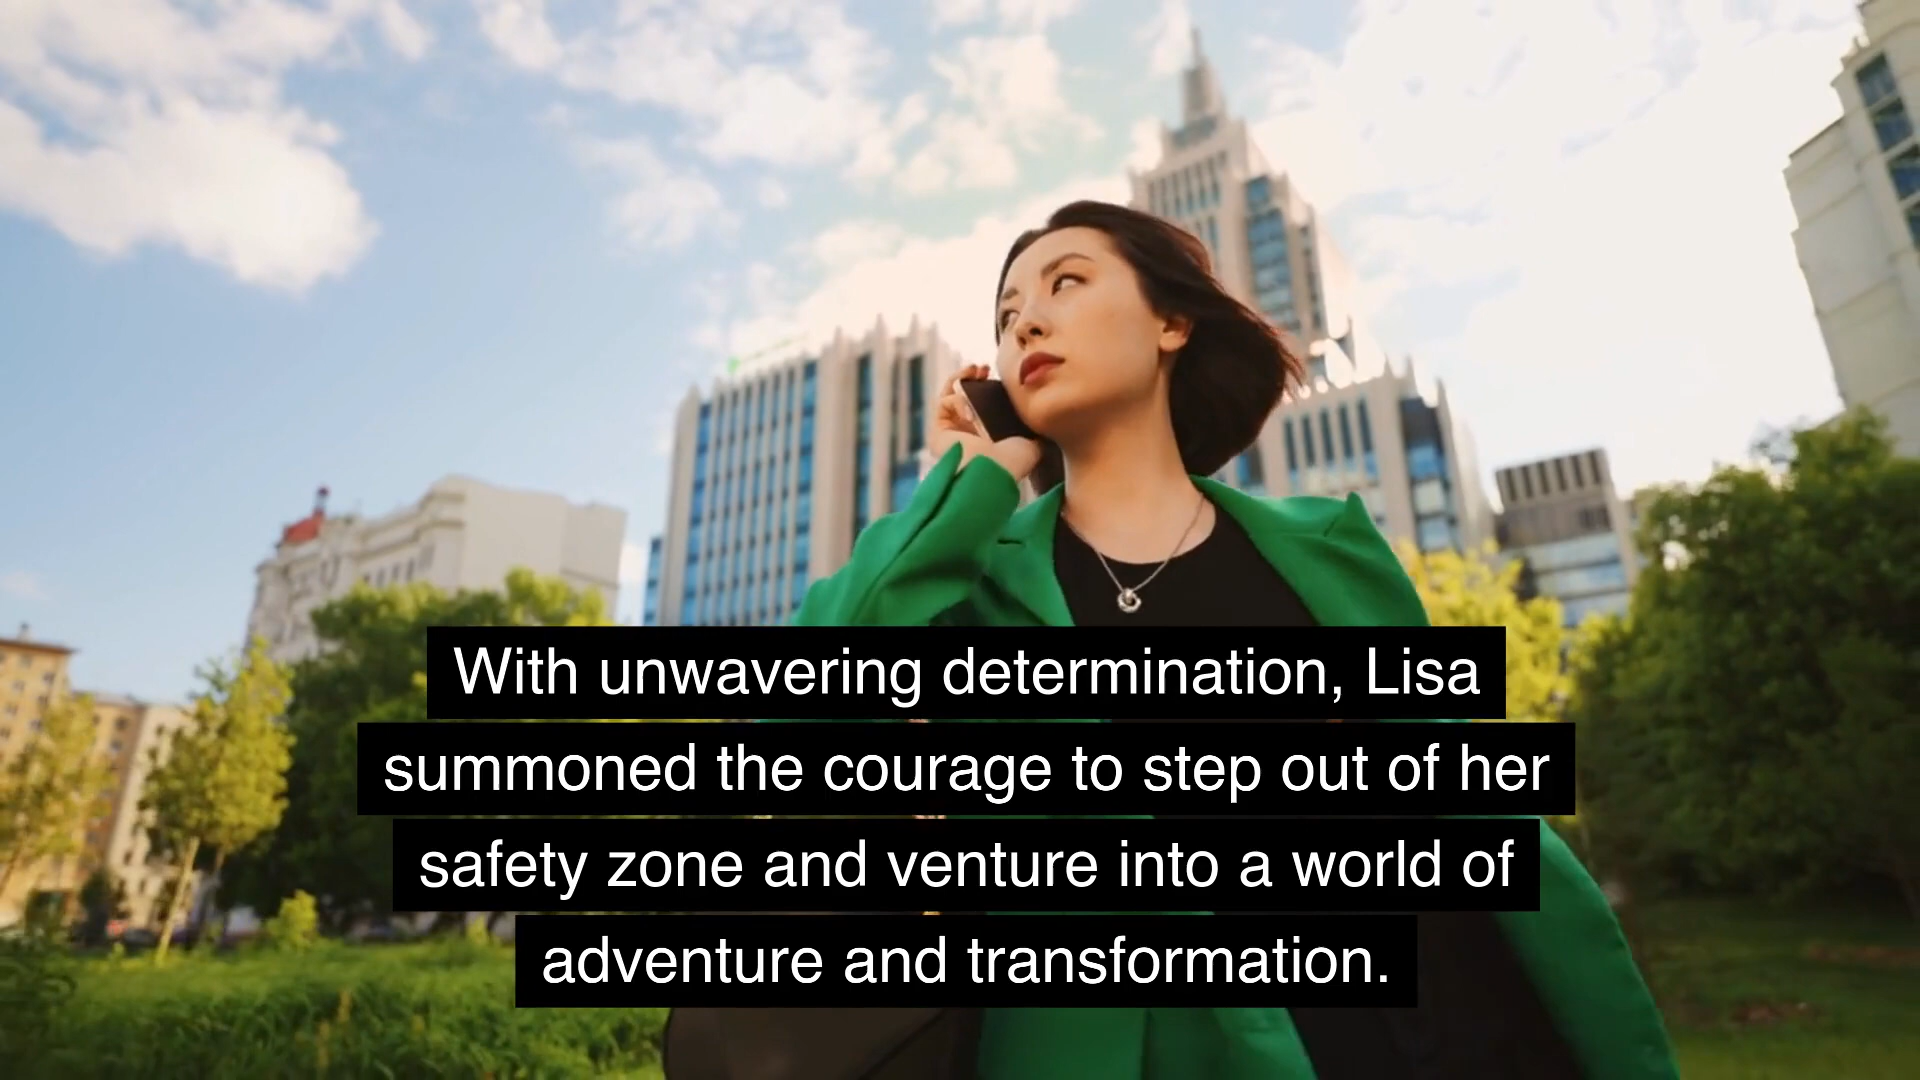 With unwavering determination, Lisa
summoned the courage to step out of her
safety zone and venture into a world of
adventure and transformation.